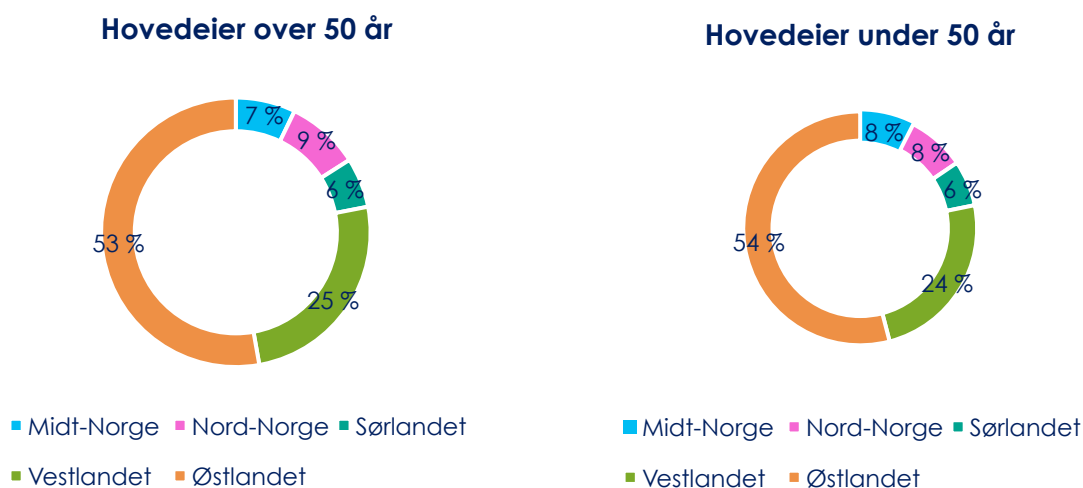 Hovedeier over 50 år
7 %
9 %
6 %
25 %
53 %
Midt-Norge Nord-Norge Sørlandet
Vestlandet Østlandet
Hovedeier under 50 år
8 %
8 %
6 %
24 %
54 %
Midt-Norge Nord-Norge Sørlandet
Vestlandet Østlandet